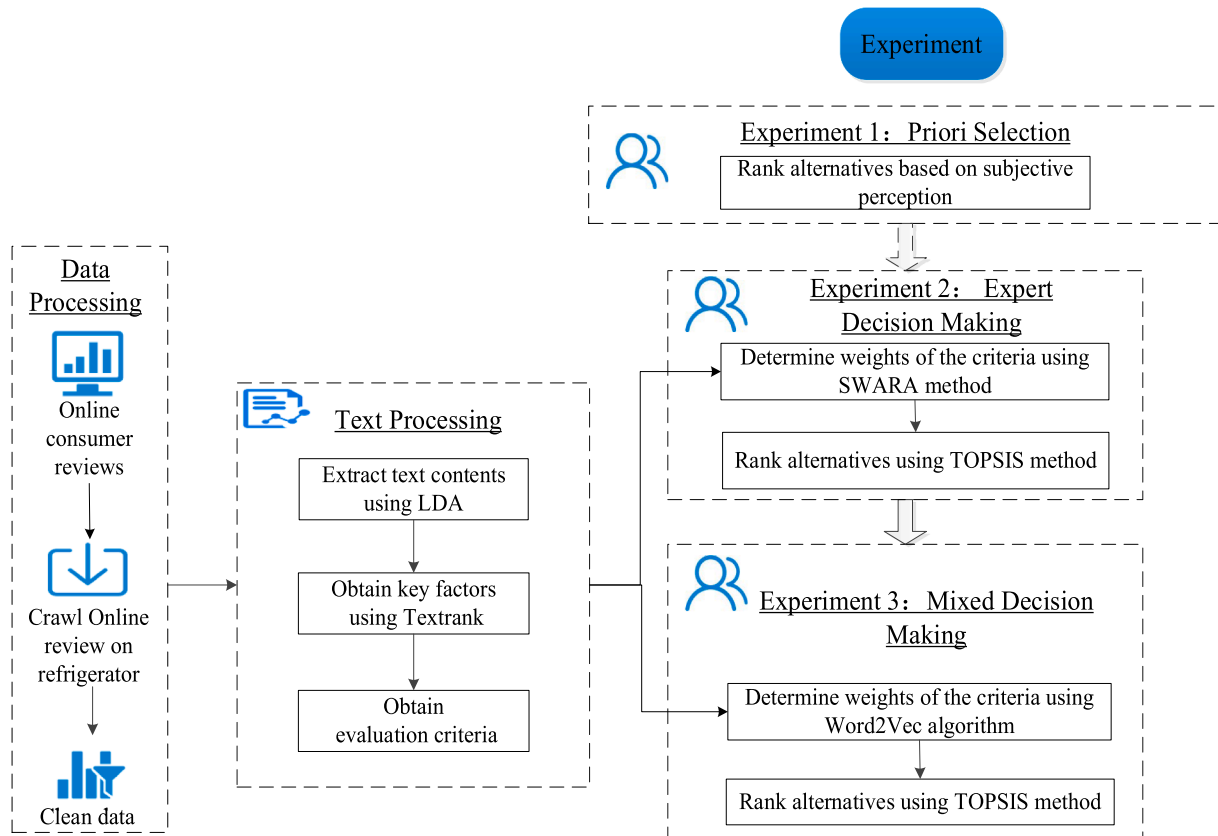 Experiment
Experiment 1：Priori Selection
Rank alternatives based on subjective
perception
Data
Processing
Online
consumer
reviews
Crawl Online
review on
refrigerator
Clean data
Text Processing
Extract text contents
using LDA
Obtain key factors
using Textrank
Obtain
evaluation criteria
Experiment 2： Expert
Decision Making
Determine weights of the criteria using
SWARA method
Rank alternatives using TOPSIS method
Experiment 3：Mixed Decision
Making
Determine weights of the criteria using
Word2Vec algorithm
Rank alternatives using TOPSIS method